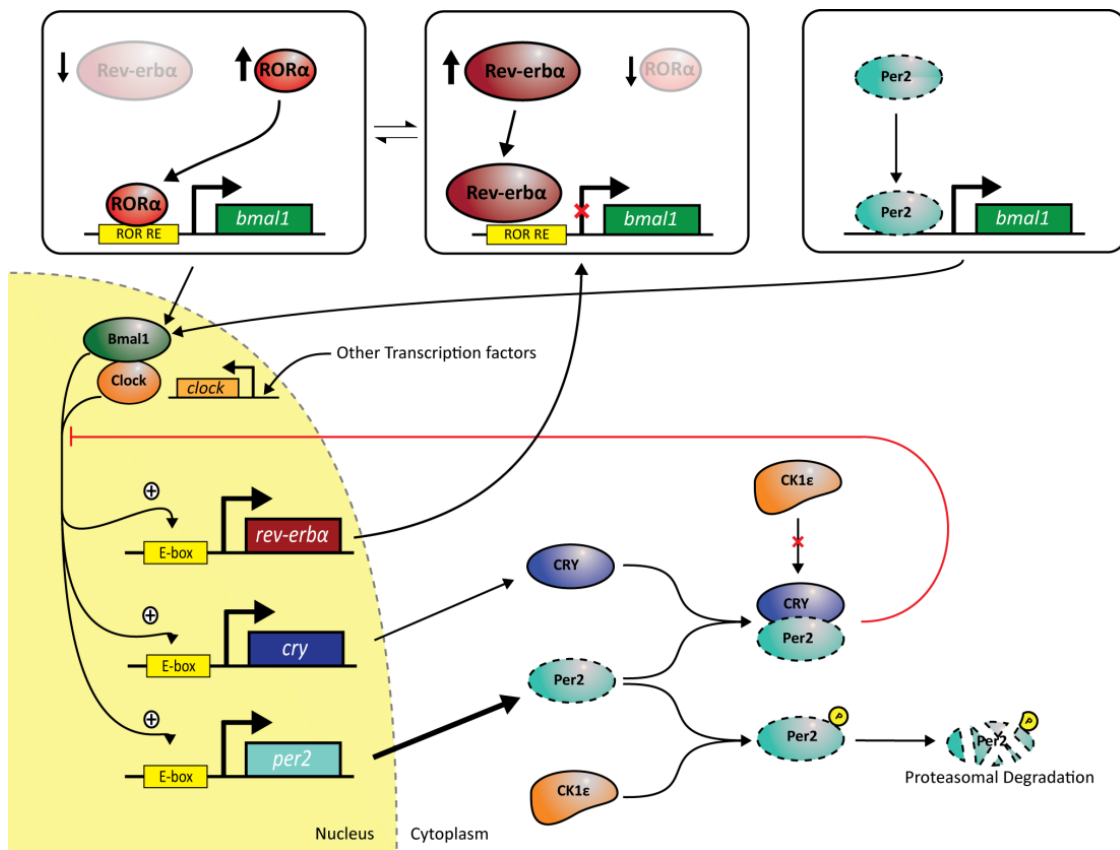 Rev-erbα
RORα
RORα
ROR RE
bmal1
Rev-erbα
RORα
Rev-erbα
ROR RE
bmal1
Per2
Per2
bmal1
Bmal1
Clock
clock
Other Transcription factors
E-box
rev-erbα
CK1ε
CRY
CRY
Per2
E-box
cry
Per2
E-box
per2
Per2
P
Per2
P
Proteasomal Degradation
CK1ε
Nucleus
Cytoplasm